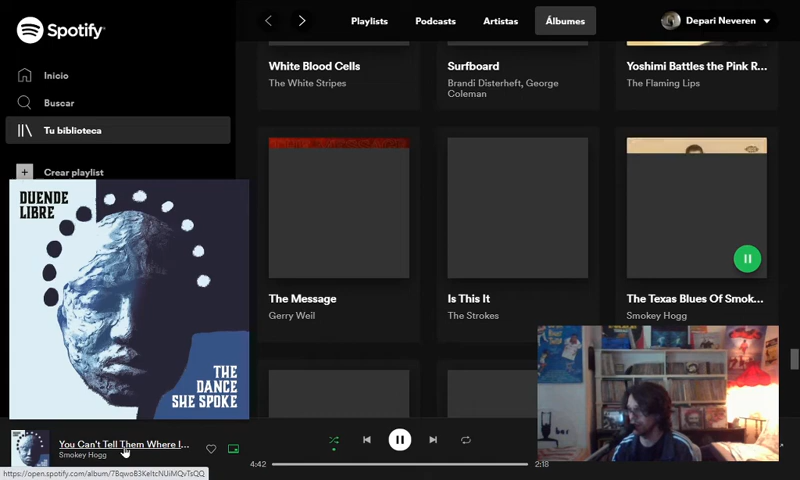 Spotify
Playlists
Podcasts
Artistas
Álbumes
Depari Neveren
Inicio
Buscar
Tu biblioteca
Crear playlist
White Blood Cells
The White Stripes
Surfboard
Brandi Disterheft, George
Coleman
Yoshimi Battles the Pink R...
The Flaming Lips
The Message
Gerry Weil
Is This It
The Strokes
The Texas Blues Of Smok...
Smokey Hogg
DUENDE
LIBRE
THE
DANCE
SHE SPOKE
You Can't Tell Them Where I...
Smokey Hogg
4:42
2:18
https://open.spotify.com/album/7BqwoB3KeltcNUiMQvTsQQ